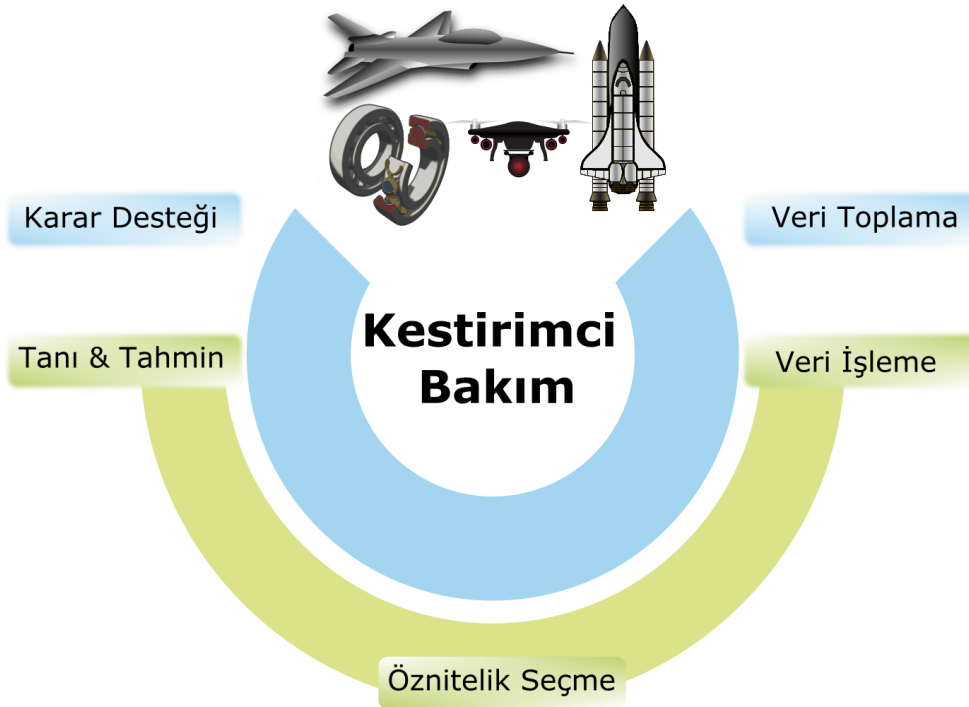 Karar Desteği
Veri Toplama
Kestirimci
Bakım
Tanı & Tahmin
Veri İşleme
Öznitelik Seçme